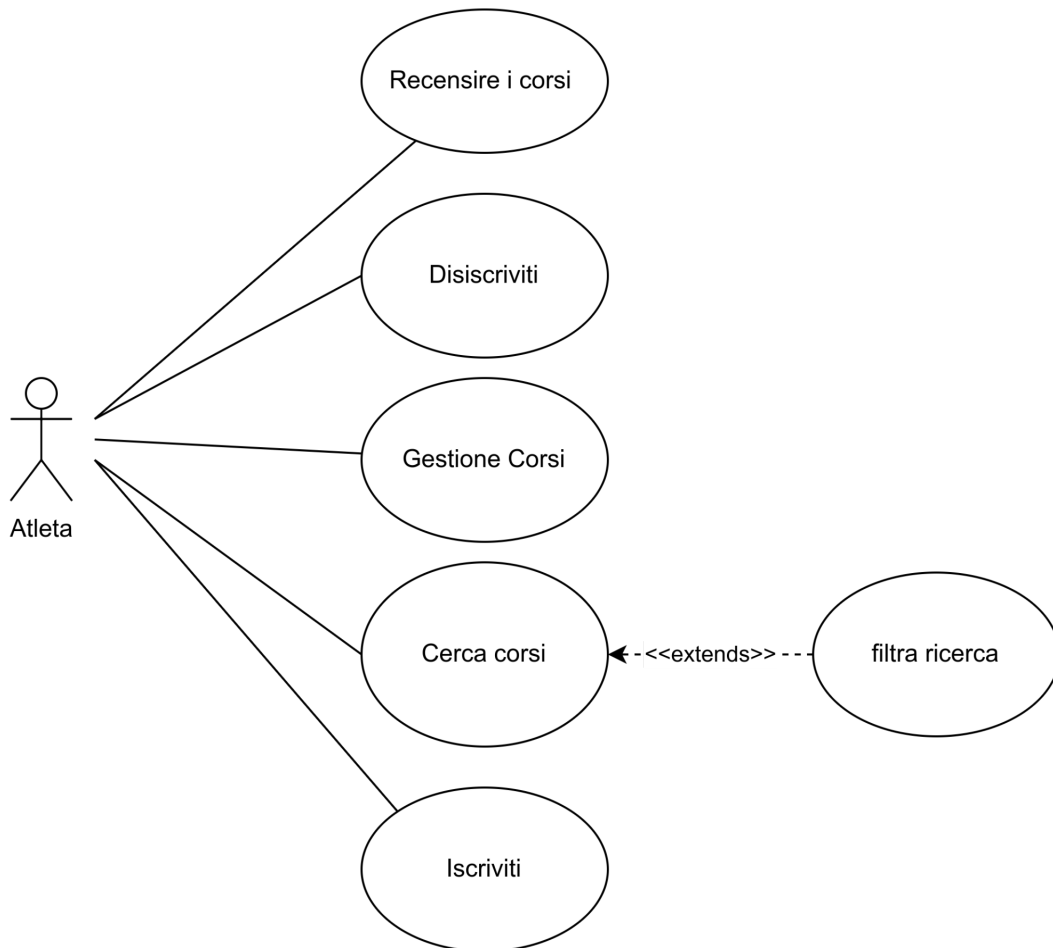 Recensire i corsi
Disiscriviti
Gestione Corsi
Atleta
Cerca corsi
<<extends>>
filtra ricerca
Iscriviti